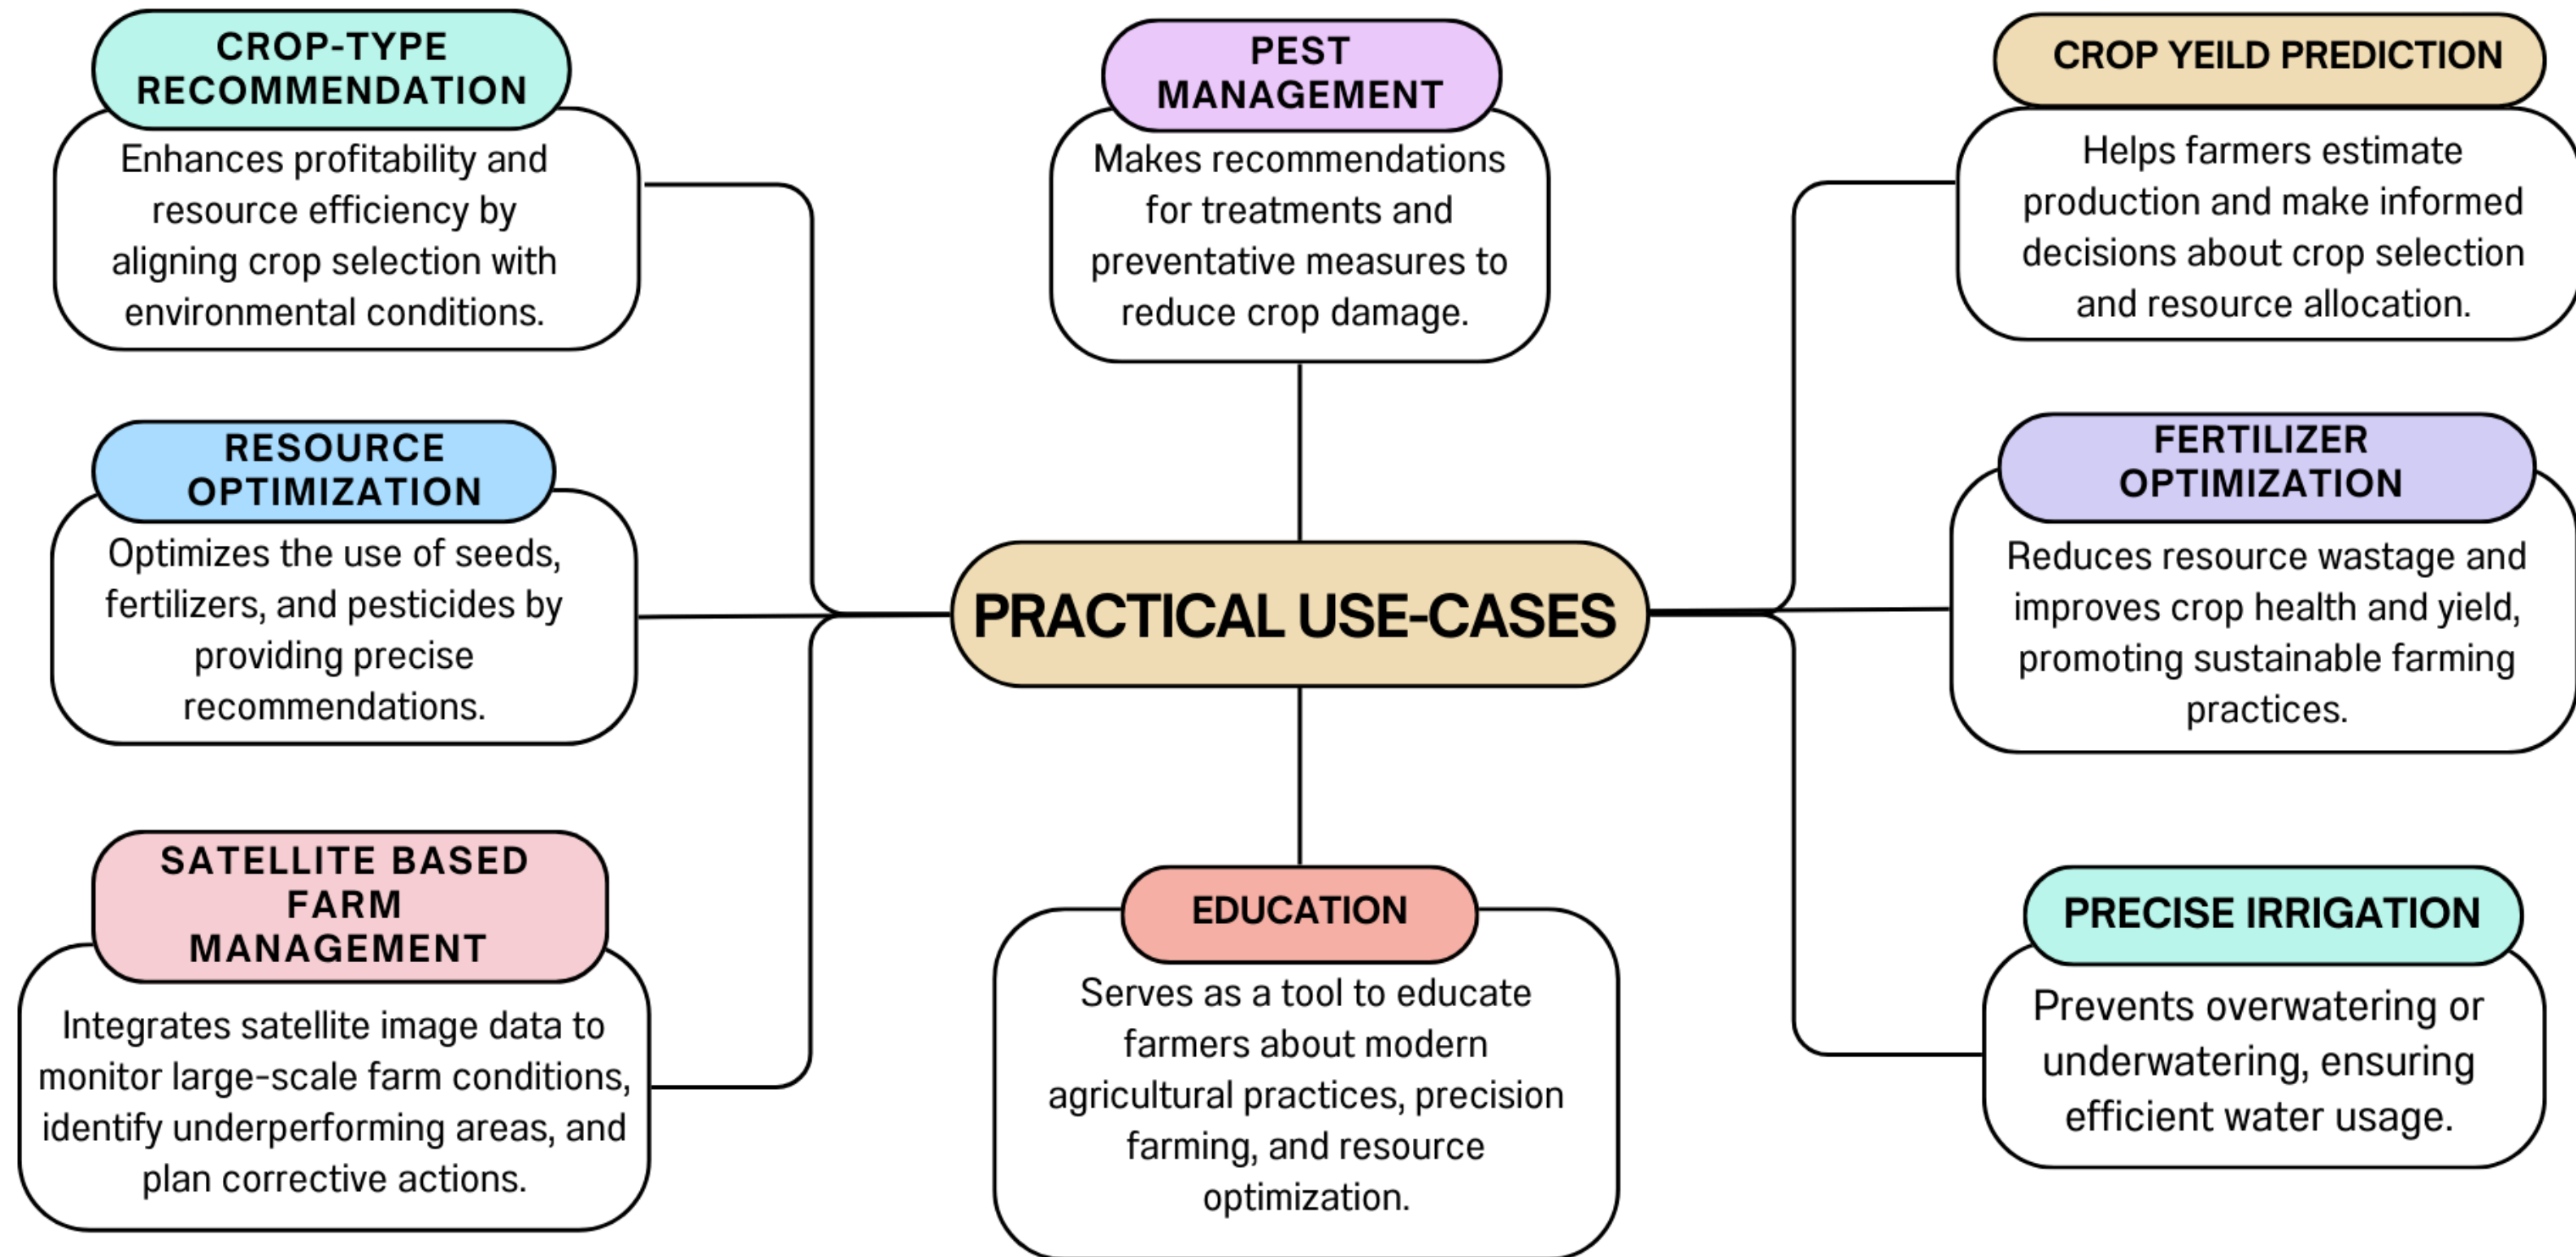 CROP-TYPE
RECOMMENDATION
Enhances profitability and
resource efficiency by
aligning crop selection with
environmental conditions.
PEST
MANAGEMENT
Makes recommendations
for treatments and
preventative measures to
reduce crop damage.
CROP YEILD PREDICTION
Helps farmers estimate
production and make informed
decisions about crop selection
and resource allocation.
RESOURCE
OPTIMIZATION
Optimizes the use of seeds,
fertilizers, and pesticides by
providing precise
recommendations.
PRACTICAL USE-CASES
FERTILIZER
OPTIMIZATION
Reduces resource wastage and
improves crop health and yield,
promoting sustainable farming
practices.
SATELLITE BASED
FARM
MANAGEMENT
Integrates satellite image data to
monitor large-scale farm conditions,
identify underperforming areas, and
plan corrective actions.
EDUCATION
Serves as a tool to educate
farmers about modern
agricultural practices, precision
farming, and resource
optimization.
PRECISE IRRIGATION
Prevents overwatering or
underwatering, ensuring
efficient water usage.